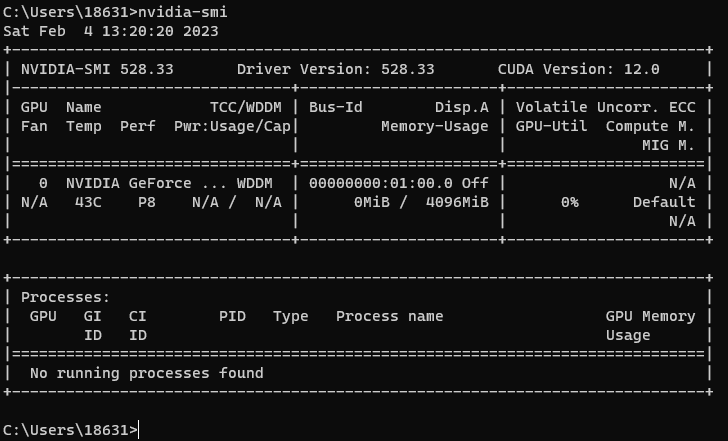 C:\Users\18631>nvidia-smi
Sat Feb  4 13:20:20 2023
+-----------------------------------------------------------------------------+
| NVIDIA-SMI 528.33       Driver Version: 528.33       CUDA Version: 12.0     |
|-------------------------------+----------------------+----------------------+
| GPU  Name            TCC/WDDM | Bus-Id        Disp.A | Volatile Uncorr. ECC |
| Fan  Temp  Perf  Pwr:Usage/Cap|         Memory-Usage | GPU-Util  Compute M. |
|                               |                      |               MIG M. |
|===============================+======================+======================|
|   0  NVIDIA GeForce ... WDDM  | 00000000:01:00.0 Off |                  N/A |
| N/A   43C    P8    N/A /  N/A |      0MiB /  4096MiB |      0%      Default |
|                               |                      |                  N/A |
+-------------------------------+----------------------+----------------------+

+-----------------------------------------------------------------------------+
| Processes:                                                                  |
|  GPU   GI   CI        PID   Type   Process name                  GPU Memory |
|        ID   ID                                                   Usage      |
|=============================================================================|
|  No running processes found                                                 |
+-----------------------------------------------------------------------------+

C:\Users\18631>